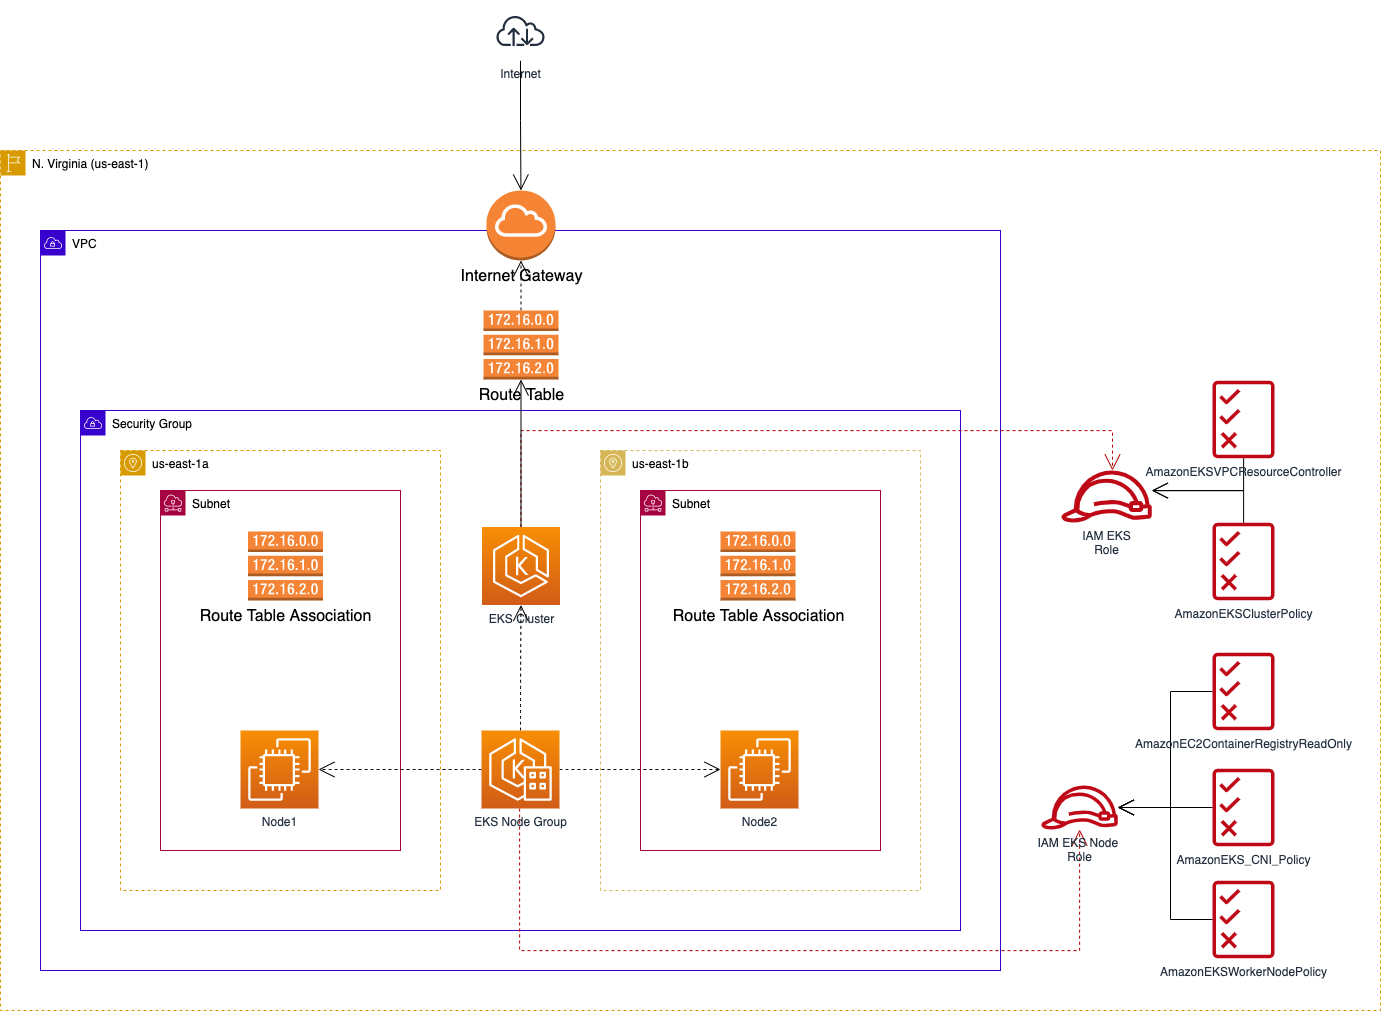 Internet
N. Virginia (us-east-1)
VPC
Internet Gateway
172.16.0.0
172.16.1.0
172.16.2.0
Route Table
Security Group
us-east-1a
us-east-1b
Subnet
Subnet
172.16.0.0
172.16.1.0
172.16.2.0
Route Table Association
K
EKS Cluster
172.16.0.0
172.16.1.0
172.16.2.0
Route Table Association
Node1
K
EKS Node Group
Node2
AmazonEKSVPCResourceController
IAM EKS
Role
AmazonEKSClusterPolicy
AmazonEC2ContainerRegistryReadOnly
IAM EKS Node
Role
AmazonEKS_CNI_Policy
AmazonEKSWorkerNodePolicy